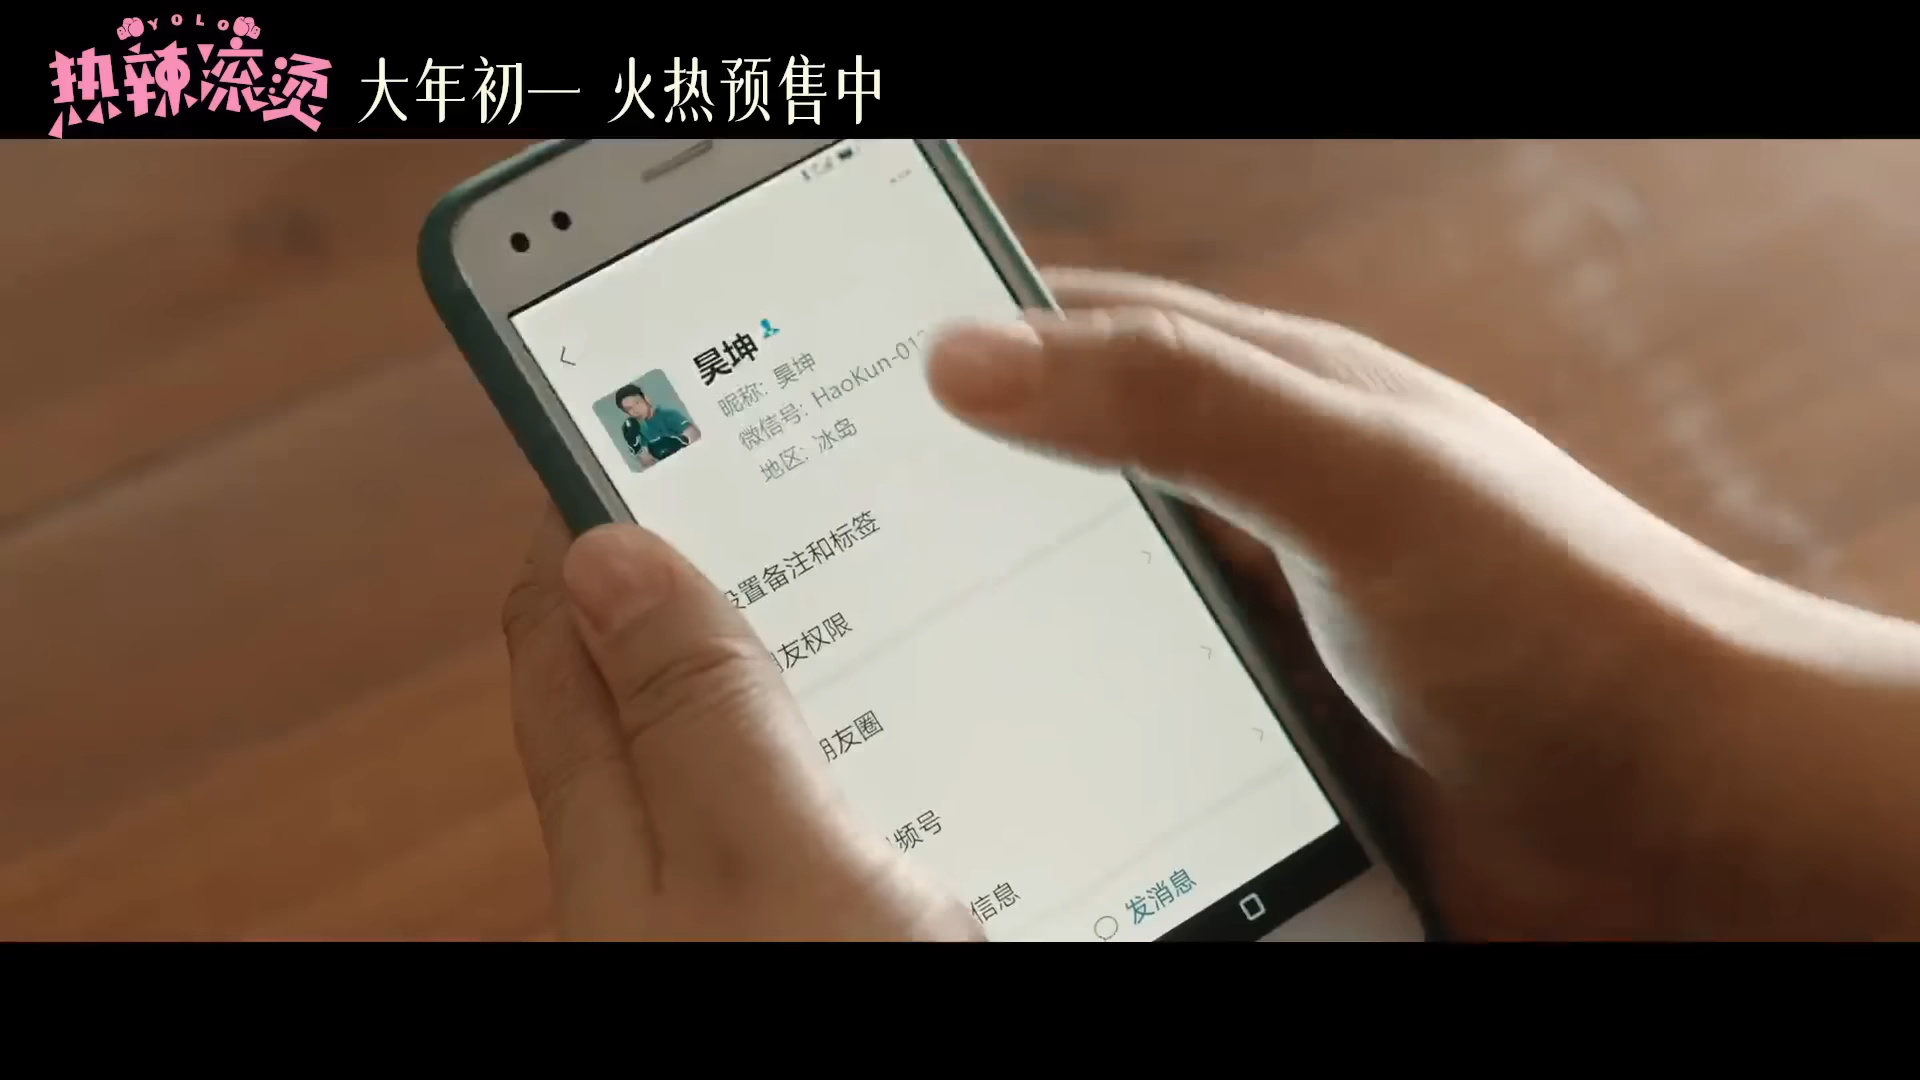 YOLO
热辣滚烫
大年初一 火热预售中
昊坤
昵称: 昊坤
微信号: HaoKun-01
地区: 冰岛
设置备注和标签
朋友权限
朋友圈
频号
信息
发消息